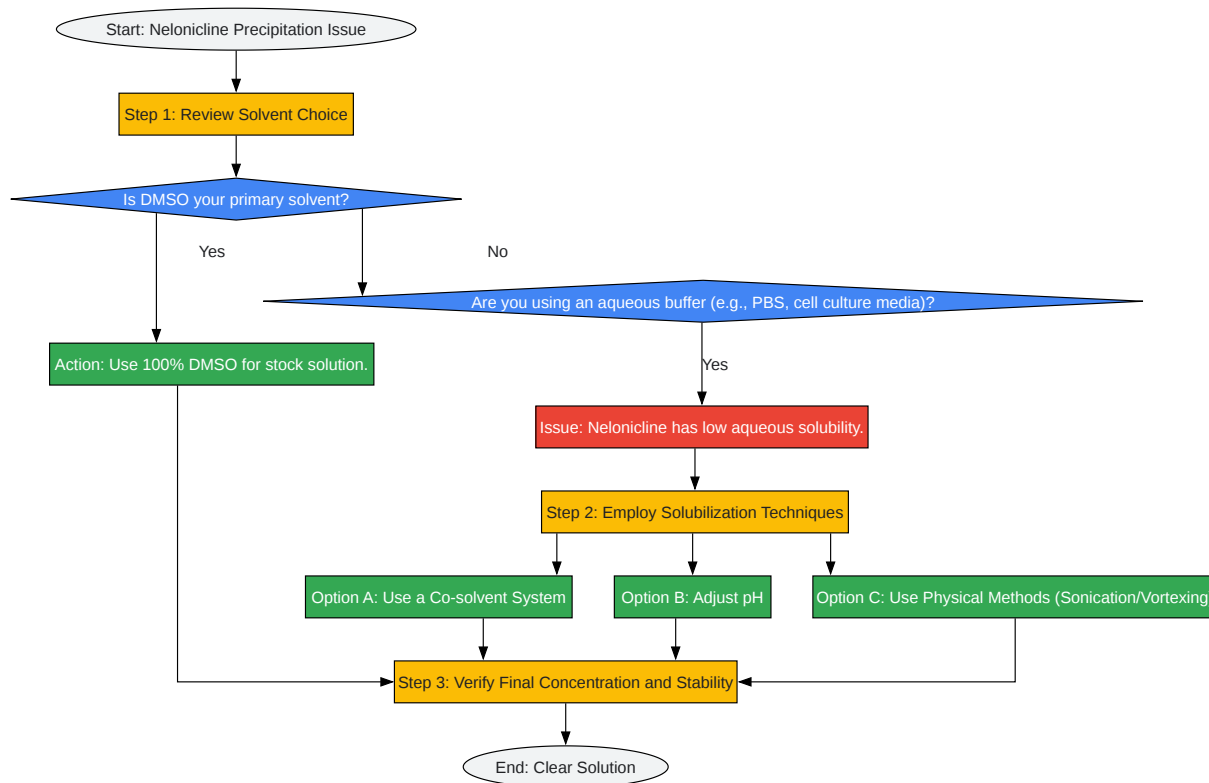 Start: Nelonicline Precipitation Issue
Step 1: Review Solvent Choice
Is DMSO your primary solvent?
Yes
No
Are you using an aqueous buffer (e.g., PBS, cell culture media)?
Action: Use 100% DMSO for stock solution.
Yes
Issue: Nelonicline has low aqueous solubility.
Step 2: Employ Solubilization Techniques
Option A: Use a Co-solvent System
Option B: Adjust pH
Option C: Use Physical Methods (Sonication/Vortexing
Step 3: Verify Final Concentration and Stability
End: Clear Solution